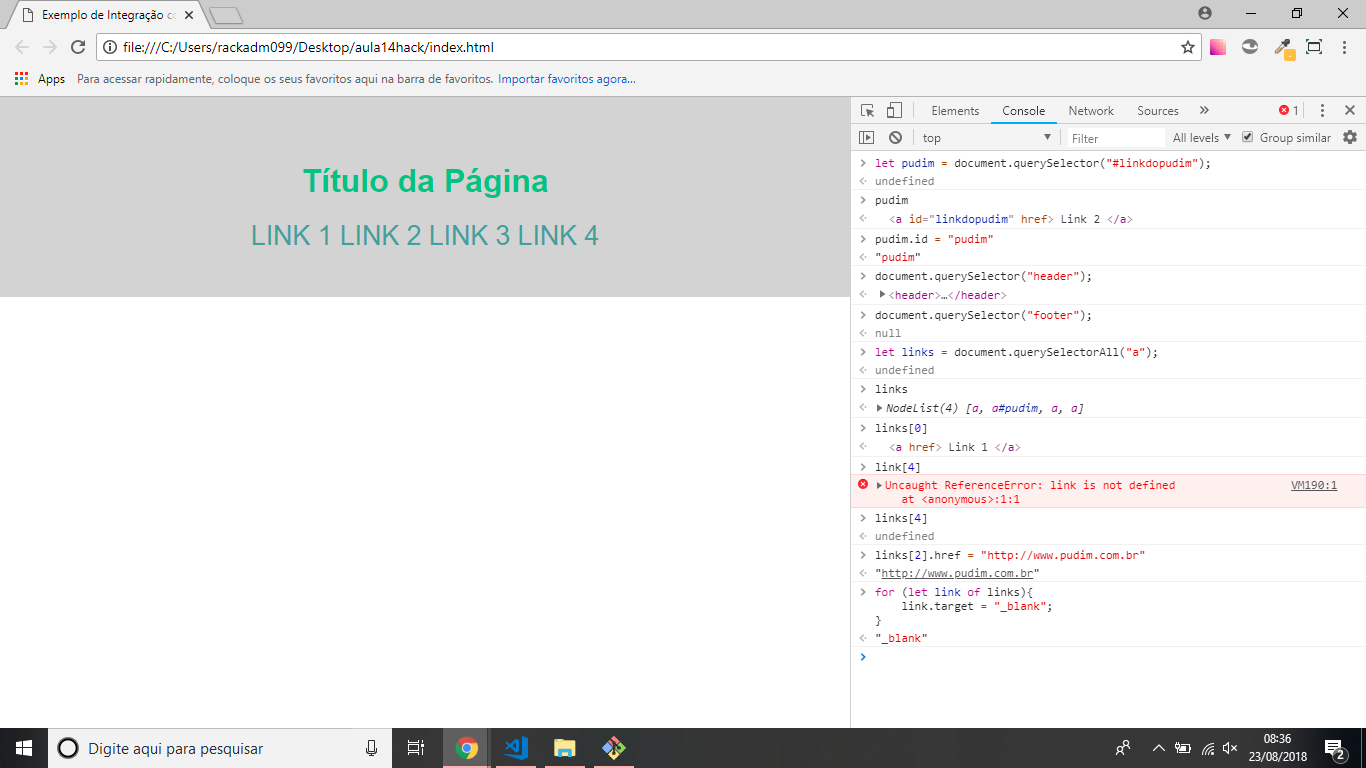 Exemplo de Integração co
file:///C:/Users/rackadm099/Desktop/aula14hack/index.html
Apps Para acessar rapidamente, coloque os seus favoritos aqui na barra de favoritos. Importar favoritos agora...
Título da Página
LINK 1 LINK 2 LINK 3 LINK 4
Elements Console Network Sources » 1
top Filter All levels Group similar
let pudim = document.querySelector("#linkdopudim");
undefined
pudim
<a id="linkdopudim" href> Link 2 </a>
pudim.id = "pudim"
"pudim"
document.querySelector("header");
<header>…</header>
document.querySelector("footer");
null
let links = document.querySelectorAll("a");
undefined
links
NodeList(4) [a, a#pudim, a, a]
links[0]
<a href> Link 1 </a>
link[4]
Uncaught ReferenceError: link is not defined VM190:1
at <anonymous>:1:1
links[4]
undefined
links[2].href = "http://www.pudim.com.br"
"http://www.pudim.com.br"
for (let link of links){
link.target = "_blank";
}
"_blank"
Digite aqui para pesquisar
08:36
23/08/2018
2